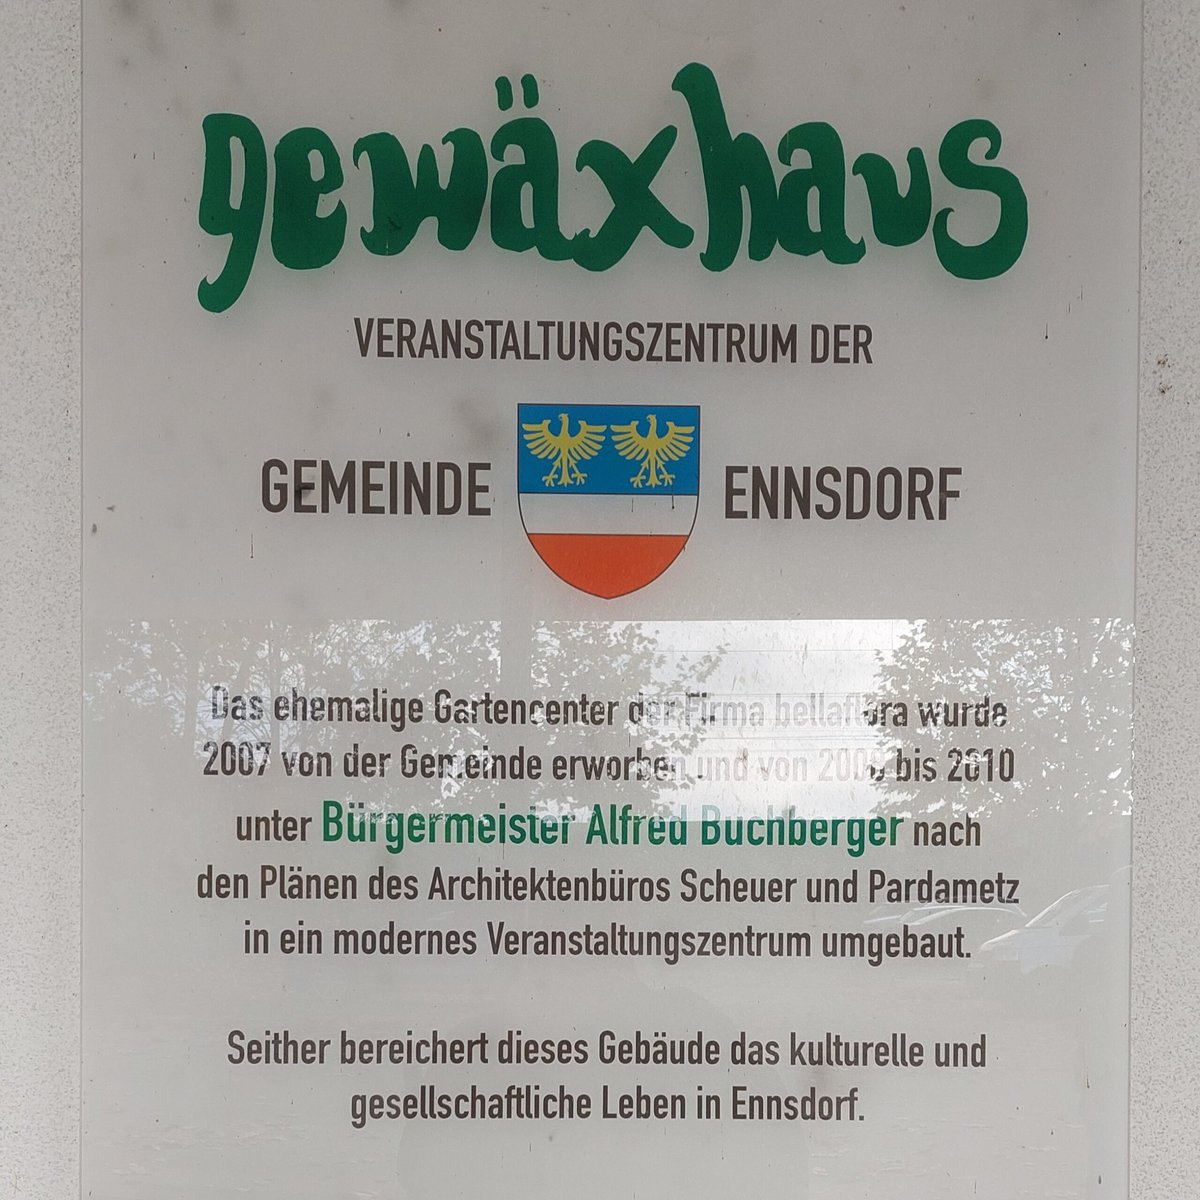 gewäxhaus
VERANSTALTUNGSZENTRUM DER
GEMEINDE ENNSDORF
Das ehemalige Gartencenter der Firma bellaflora wurde
2007 von der Gemeinde erworben und von bis 2010
unter Bürgermeister Alfred Buchberger nach
den Plänen des Architektenbüros Scheuer und Pardametz
in ein modernes Veranstaltungszentrum umgebaut.
Seither bereichert dieses Gebäude das kulturelle und
gesellschaftliche Leben in Ennsdorf.